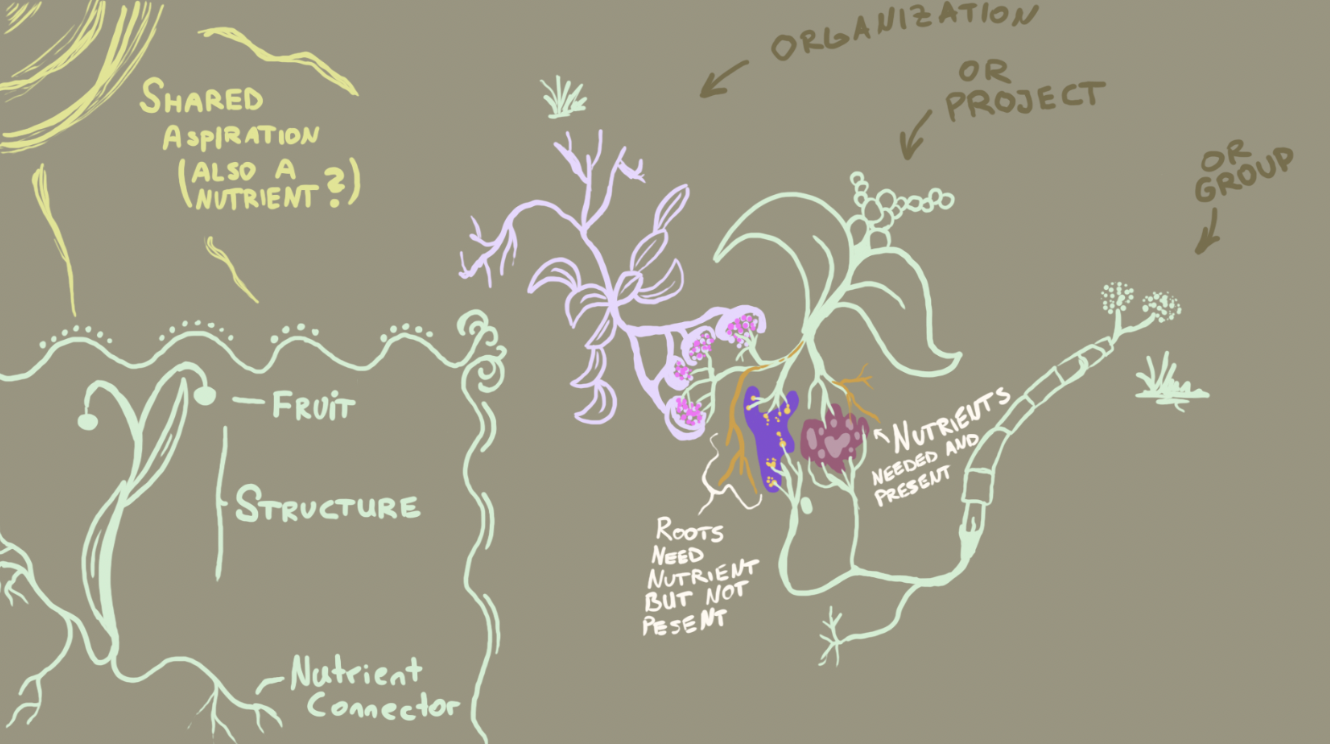 SHARED
ASPIRATION
(ALSO A
NUTRIENT?)
ORGANIZATION
OR
PROJECT
OR
GROUP
FRUIT
STRUCTURE
Nutrient
Connector
NUTRIENTS
NEEDED AND
PRESENT
ROOTS
NEED
NUTRIENT
BUT NOT
PESENT